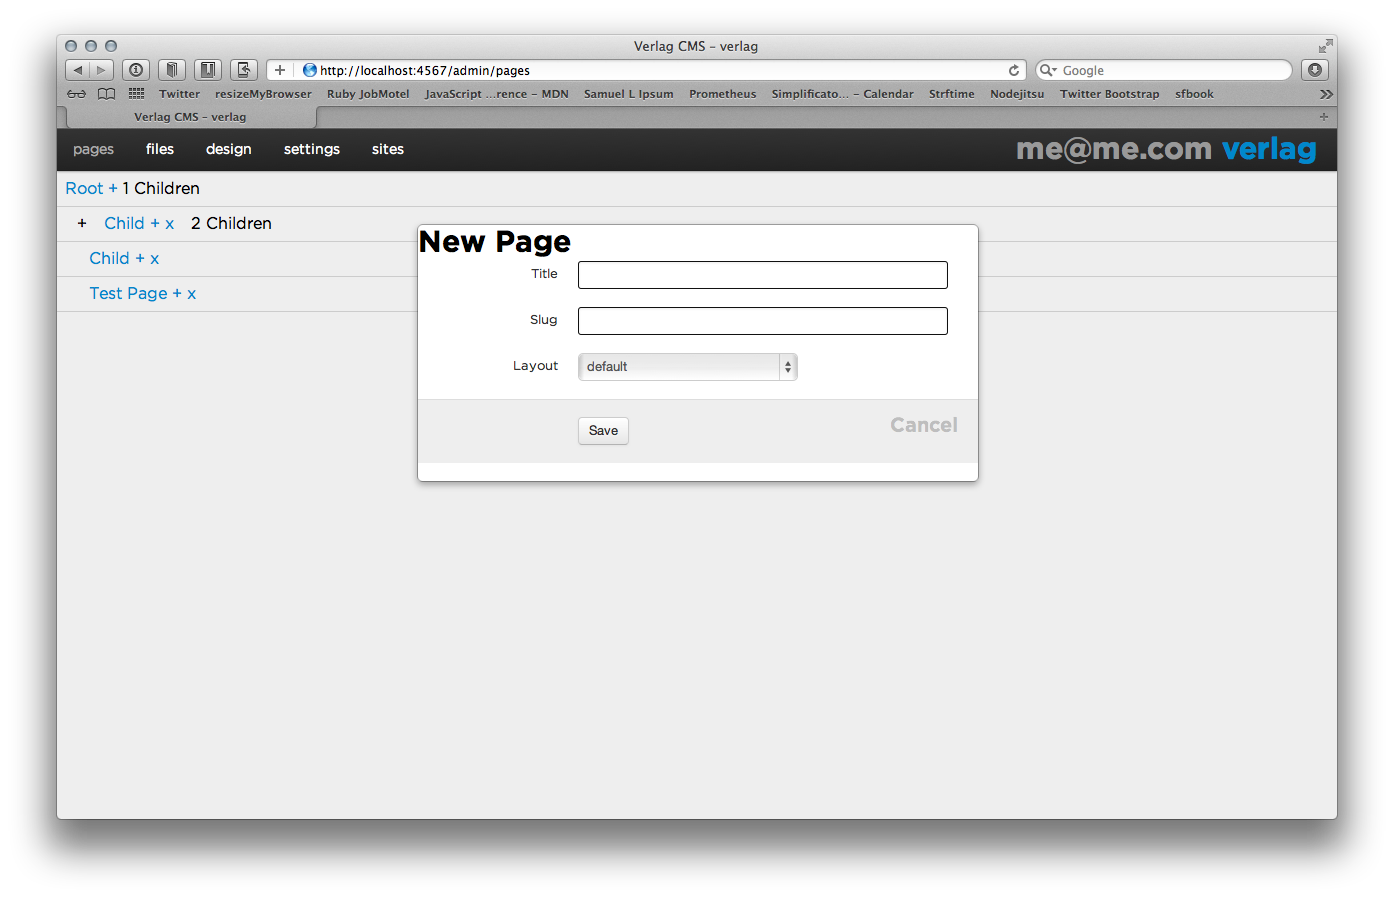 Verlag CMS – verlag
http://localhost:4567/admin/pages
Google
Twitter resizeMyBrowser Ruby JobMotel JavaScript ...rence – MDN Samuel L Ipsum Prometheus Simplificato... – Calendar Strftime Nodejitsu Twitter Bootstrap sfbook
Verlag CMS – verlag
pages files design settings sites me@me.com verlag
Root + 1 Children
+ Child + x 2 Children
Child + x
Test Page + x
New Page
Title
Slug
Layout default
Save Cancel